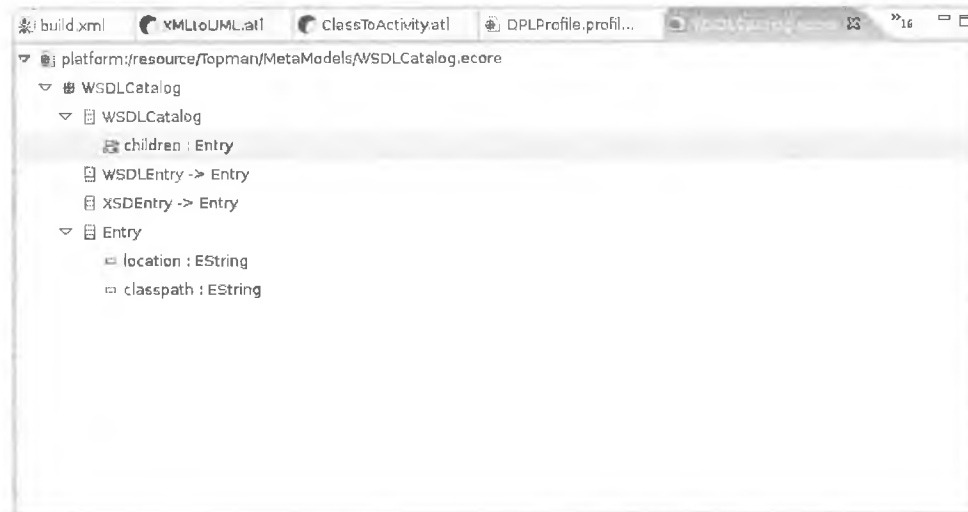 build.xml XMLtoUML.atl ClassToActivity.atl DPLProfile.profil... »16
platform:/resource/Topman/MetaModels/WSDLCatalog.ecore
WSDLCatalog
WSDLCatalog
children : Entry
WSDLEntry -> Entry
XSDEntry -> Entry
Entry
location : EString
classpath : EString